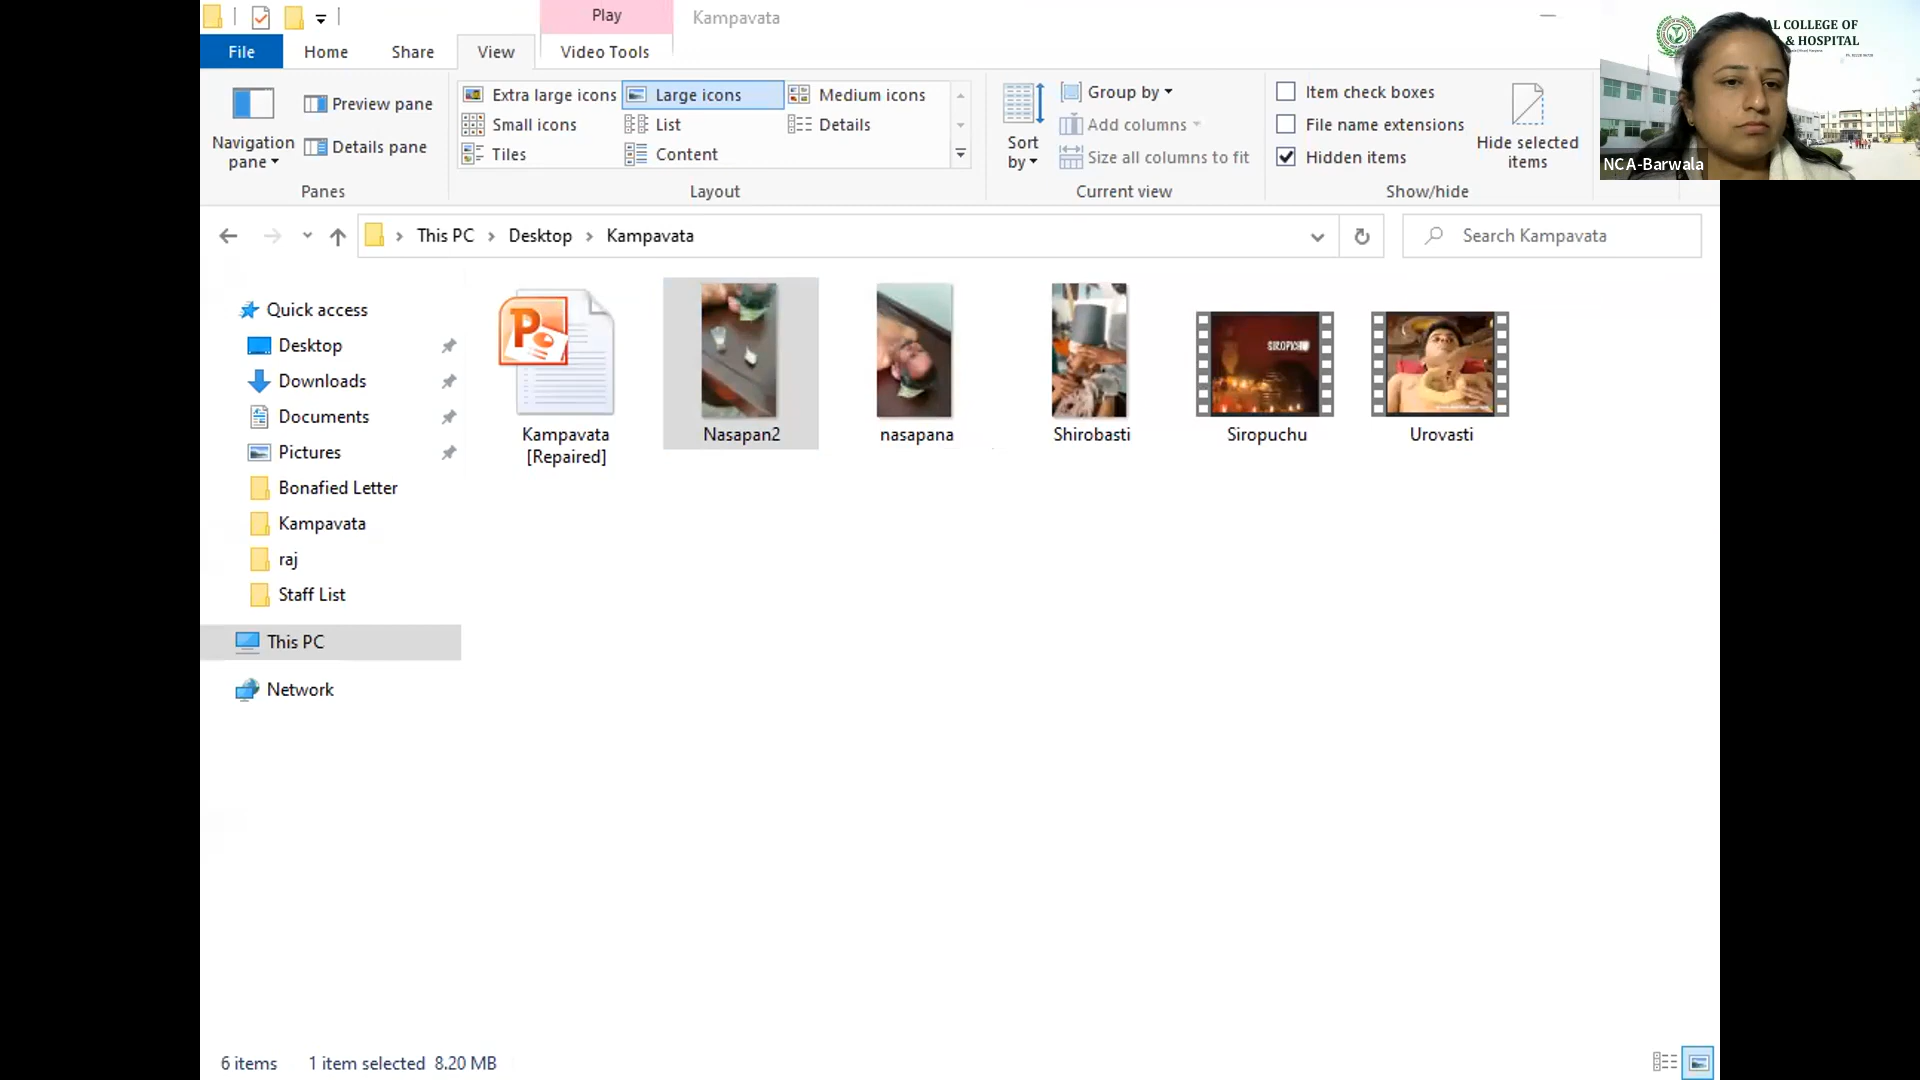 Play
Kampavata
File
Home
Share
View
Video Tools
Extra large icons
Large icons
Medium icons
Small icons
List
Details
Tiles
Content
Layout
Navigation
pane
Preview pane
Details pane
Panes
Sort
by
Group by
Add columns
Size all columns to fit
Current view
Item check boxes
File name extensions
Hidden items
Hide selected
items
Show/hide
AL COLLEGE OF
& HOSPITAL
NCA-Barwala
This PC
Desktop
Kampavata
Search Kampavata
Quick access
Desktop
Downloads
Documents
Pictures
Bonafied Letter
Kampavata
raj
Staff List
This PC
Network
Kampavata
[Repaired]
Nasapan2
nasapana
Shirobasti
SIROPICHU
Siropuchu
Urovasti
6 items
1 item selected 8.20 MB